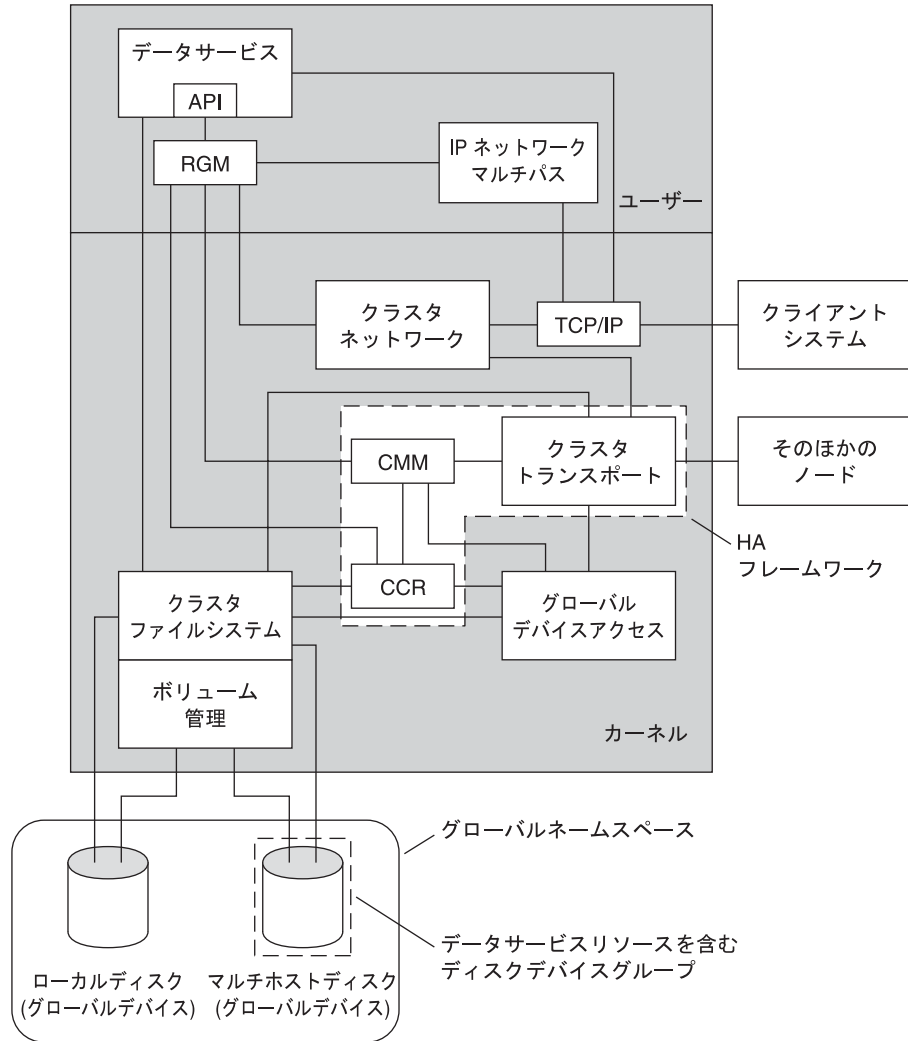 データサービス
API
RGM
IP ネットワーク
マルチパス
ユーザー
クラスタ
ネットワーク
TCP/IP
クライアント
システム
CMM
クラスタ
トランスポート
そのほかの
ノード
HA
フレームワーク
CCR
クラスタ
ファイルシステム
グローバル
デバイスアクセス
ボリューム
管理
カーネル
グローバルネームスペース
データサービスリソースを含む
ディスクデバイスグループ
ローカルディスク
(グローバルデバイス)
マルチホストディスク
(グローバルデバイス)